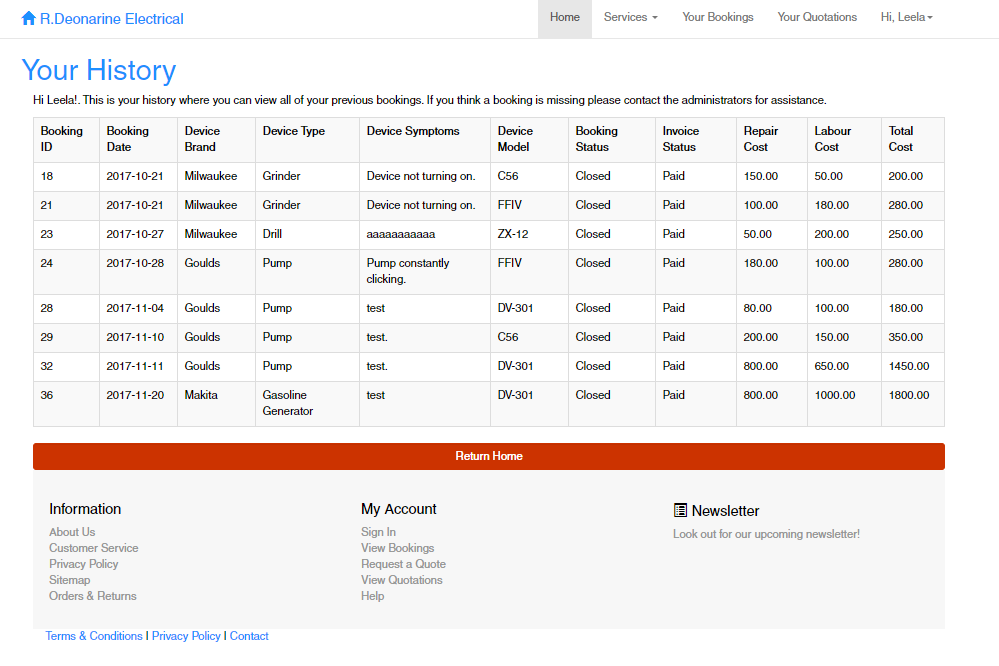 R.Deonarine Electrical Home Services Your Bookings Your Quotations Hi, Leela
Your History
Hi Leela!. This is your history where you can view all of your previous bookings. If you think a booking is missing please contact the administrators for assistance.
Booking ID Booking Date Device Brand Device Type Device Symptoms Device Model Booking Status Invoice Status Repair Cost Labour Cost Total Cost
18 2017-10-21 Milwaukee Grinder Device not turning on. C56 Closed Paid 150.00 50.00 200.00
21 2017-10-21 Milwaukee Grinder Device not turning on. FFIV Closed Paid 100.00 180.00 280.00
23 2017-10-27 Milwaukee Drill aaaaaaaaaaa ZX-12 Closed Paid 50.00 200.00 250.00
24 2017-10-28 Goulds Pump Pump constantly clicking. FFIV Closed Paid 180.00 100.00 280.00
28 2017-11-04 Goulds Pump test DV-301 Closed Paid 80.00 100.00 180.00
29 2017-11-10 Goulds Pump test. C56 Closed Paid 200.00 150.00 350.00
32 2017-11-11 Goulds Pump test. DV-301 Closed Paid 800.00 650.00 1450.00
36 2017-11-20 Makita Gasoline Generator test DV-301 Closed Paid 800.00 1000.00 1800.00
Return Home
Information
About Us
Customer Service
Privacy Policy
Sitemap
Orders & Returns
My Account
Sign In
View Bookings
Request a Quote
View Quotations
Help
Newsletter
Look out for our upcoming newsletter!
Terms & Conditions | Privacy Policy | Contact